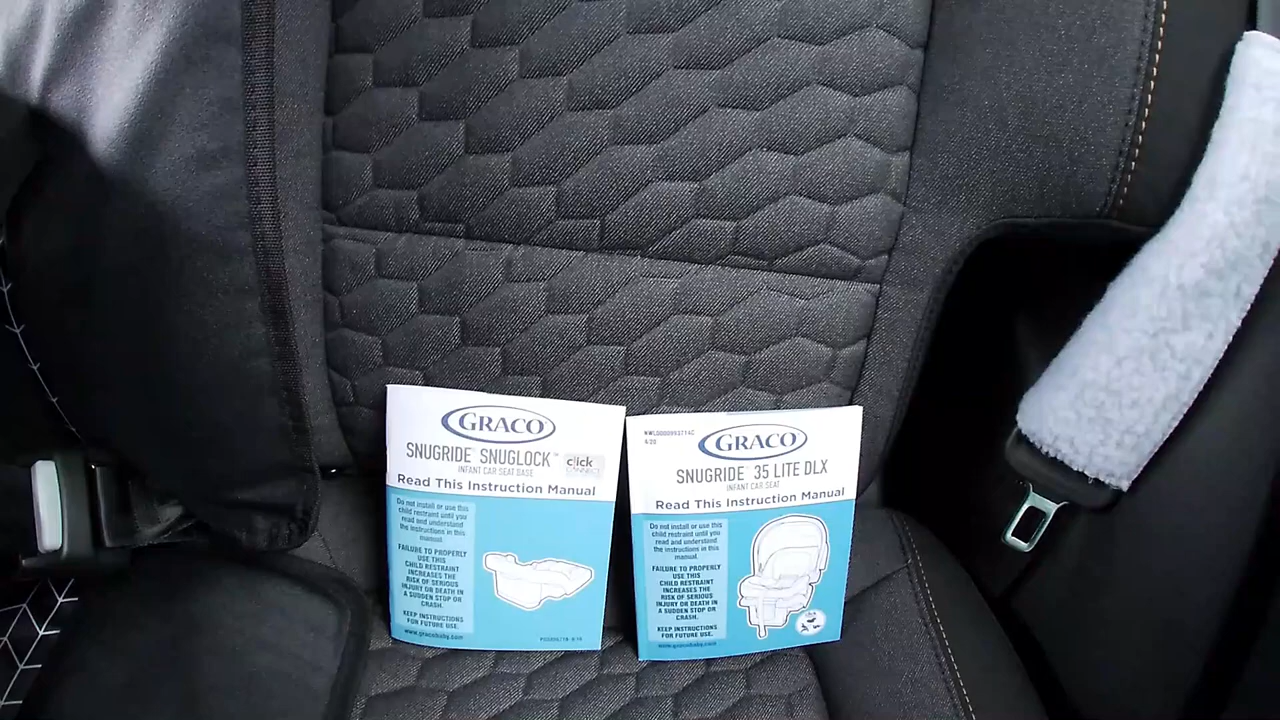 GRACO
SNUGRIDE SNUGLOCK™
click
CONNECT
INFANT CAR SEAT BASE
Read This Instruction Manual
Do not install or use this
child restraint until you
read and understand
the instructions in this
manual.
FAILURE TO PROPERLY
USE THIS
CHILD RESTRAINT
INCREASES THE
RISK OF SERIOUS
INJURY OR DEATH IN
A SUDDEN STOP OR
CRASH.
KEEP INSTRUCTIONS
FOR FUTURE USE.
www.gracobaby.com
GRACO
SNUGRIDE 35 LITE DLX
INFANT CAR SEAT
Read This Instruction Manual
Do not install or use this
child restraint until you
read and understand
the instructions in this
manual.
FAILURE TO PROPERLY
USE THIS
CHILD RESTRAINT
INCREASES THE
RISK OF SERIOUS
INJURY OR DEATH IN
A SUDDEN STOP OR
CRASH.
KEEP INSTRUCTIONS
FOR FUTURE USE.
www.gracobaby.com